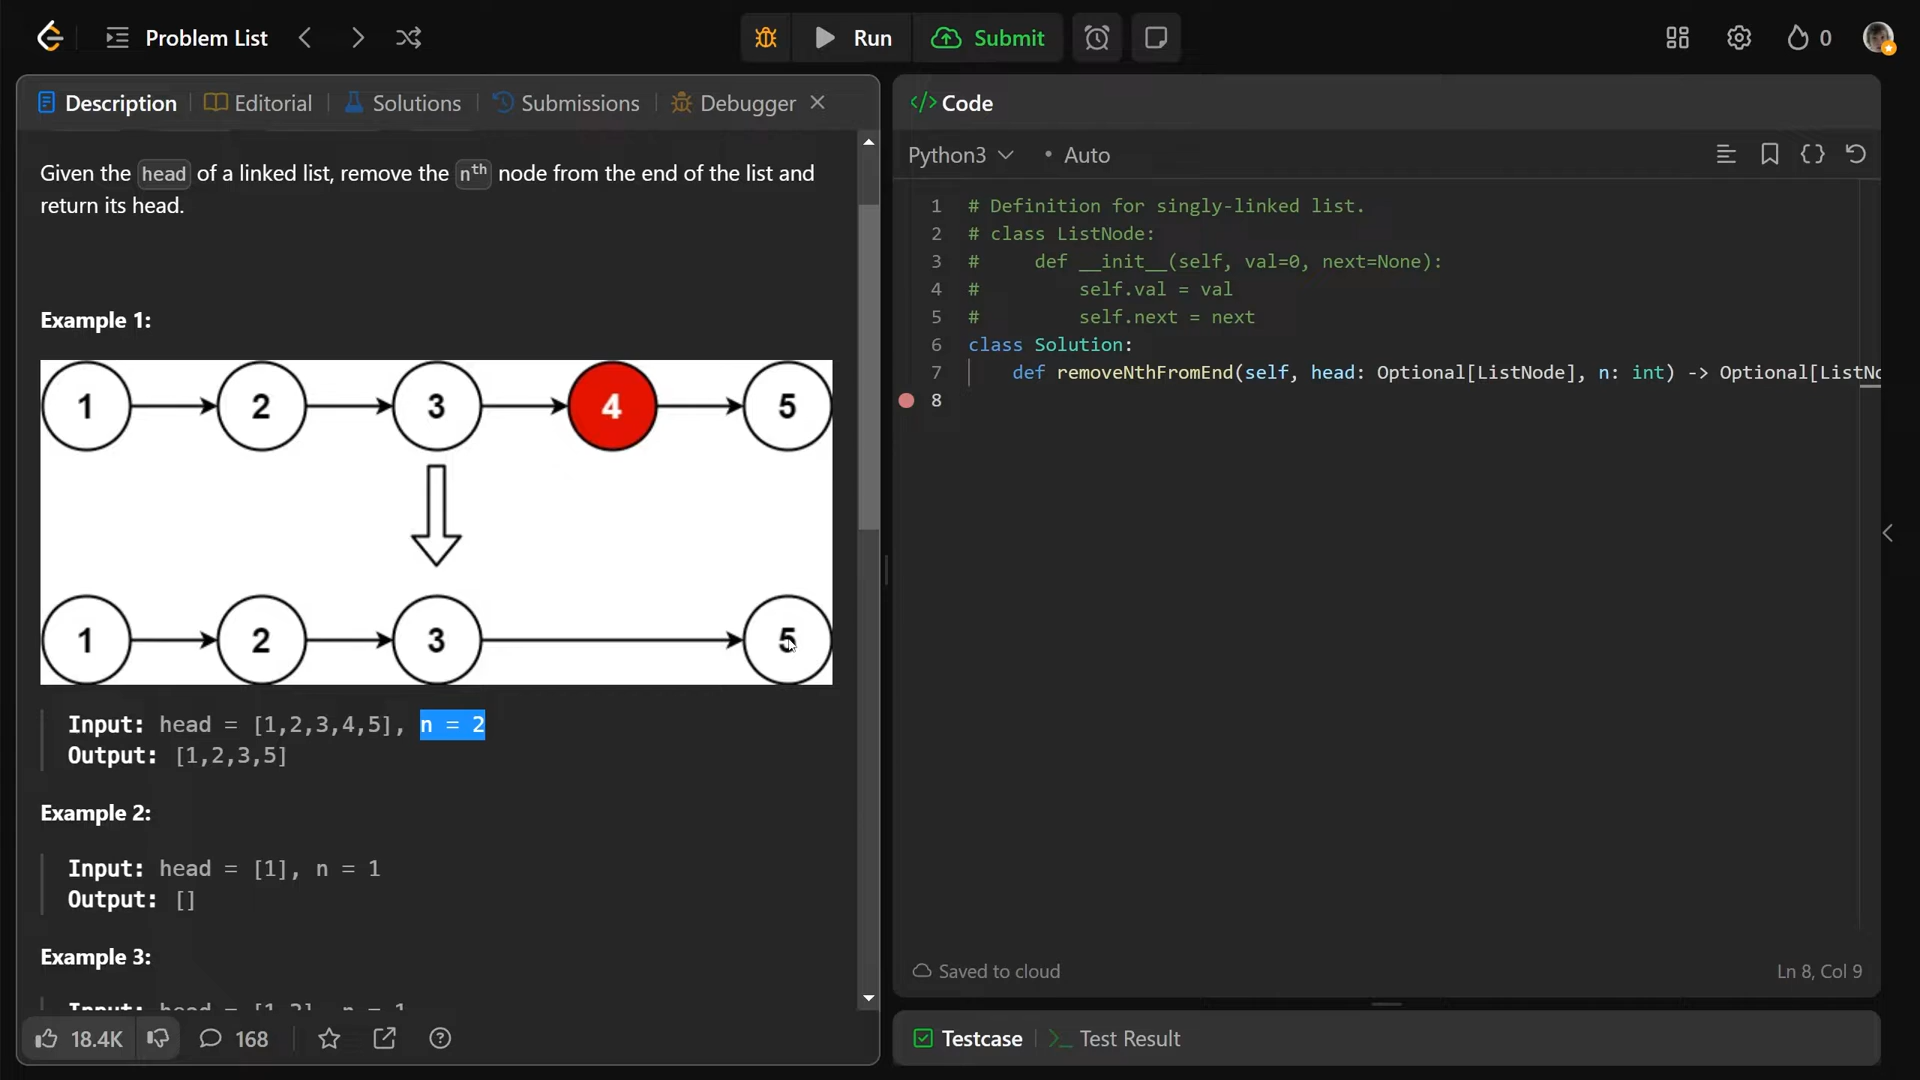 Problem List
Run
Submit
0
Description
Editorial
Solutions
Submissions
Debugger
Given the head of a linked list, remove the nth node from the end of the list and
return its head.
Example 1:
1 2 3 4 5
1 2 3 5
Input: head = [1,2,3,4,5], n = 2
Output: [1,2,3,5]
Example 2:
Input: head = [1], n = 1
Output: []
Example 3:
Input: head = [1,2], n = 1
18.4K
168
</> Code
Python3
• Auto
1 # Definition for singly-linked list.
2 # class ListNode:
3 #     def __init__(self, val=0, next=None):
4 #         self.val = val
5 #         self.next = next
6 class Solution:
7     def removeNthFromEnd(self, head: Optional[ListNode], n: int) -> Optional[ListNo
8
Saved to cloud
Ln 8, Col 9
Testcase
>_ Test Result